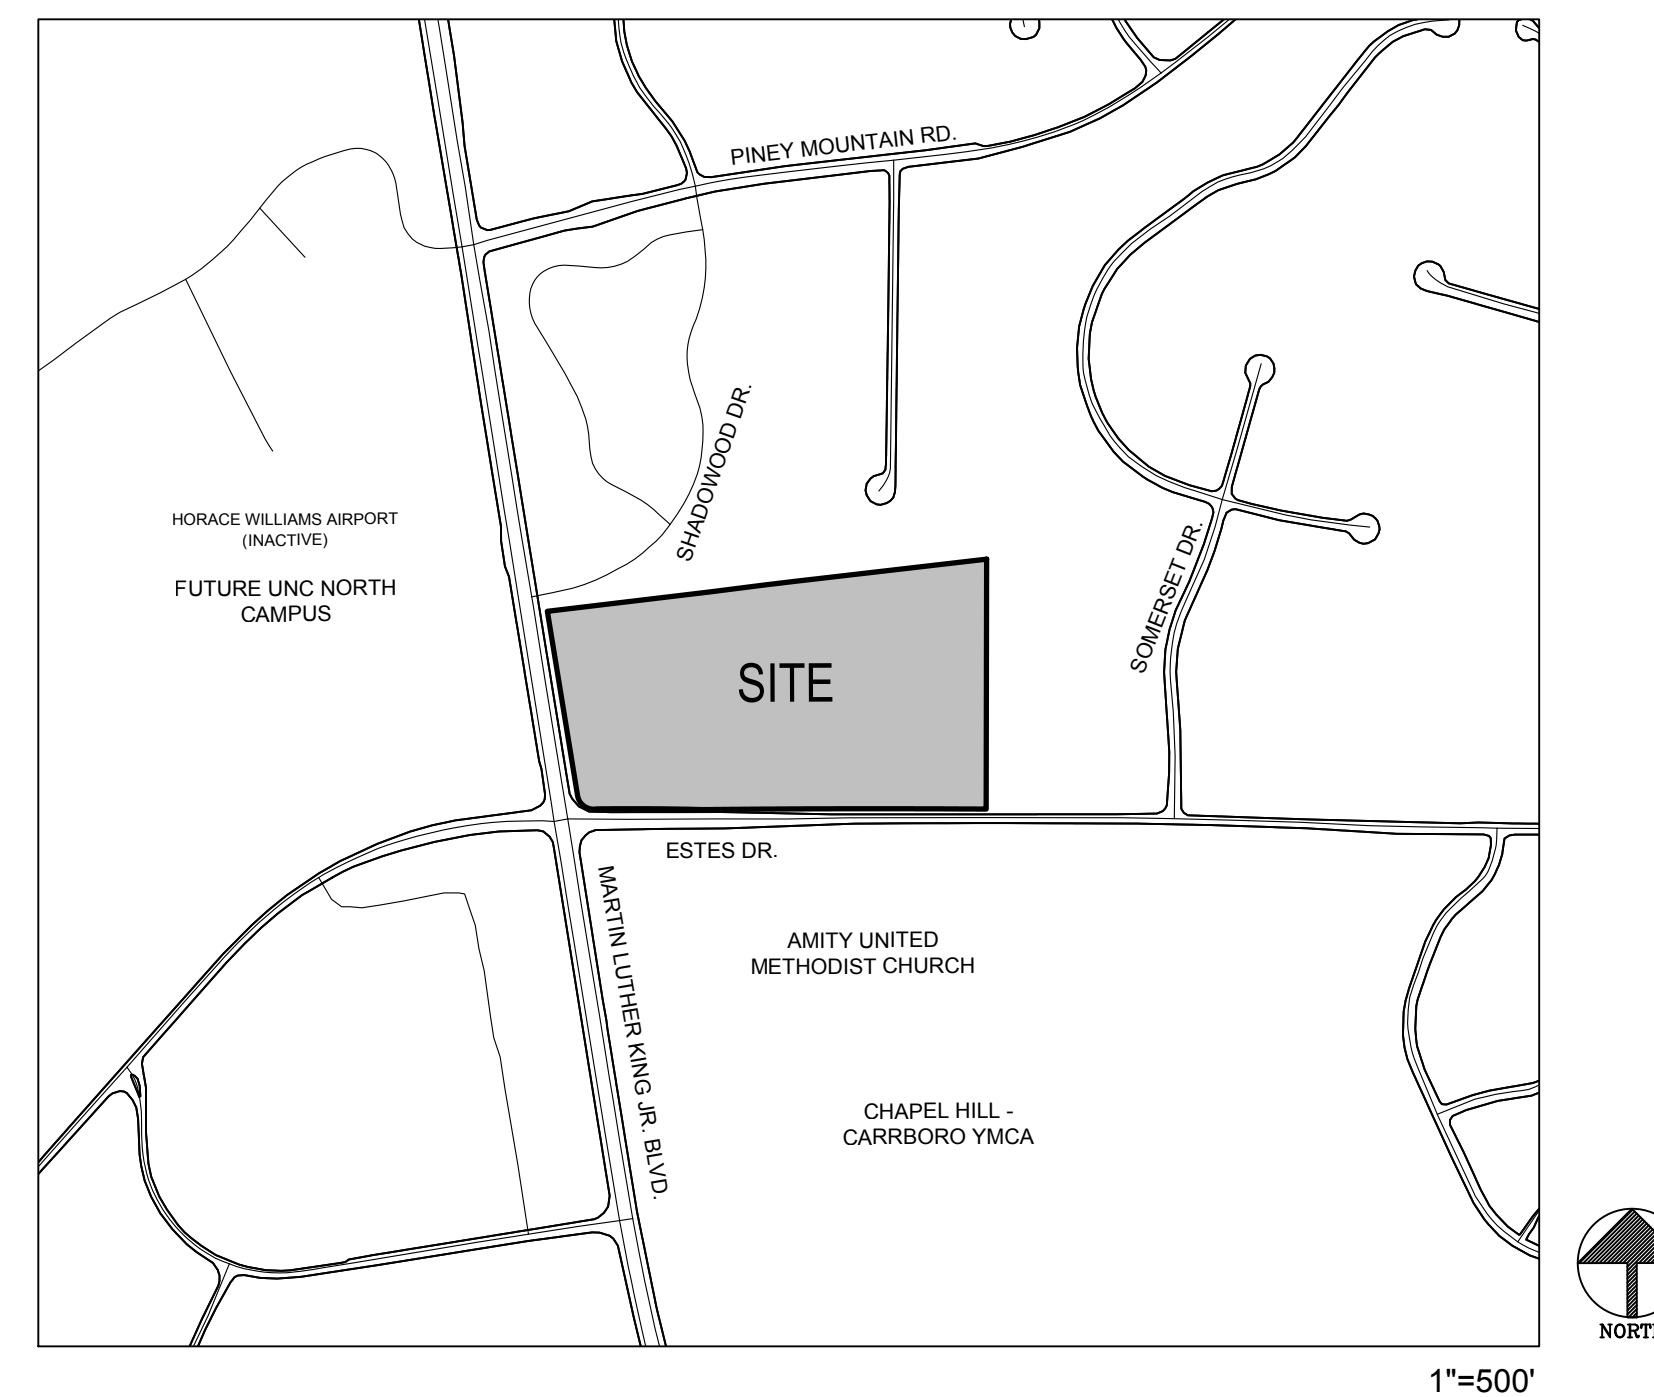 PINEY MOUNTAIN RD.
SHADOWOOD DR.
HORACE WILLIAMS AIRPORT
(INACTIVE)
FUTURE UNC NORTH
CAMPUS
SOMERSET DR.
SITE
ESTES DR.
MARTIN LUTHER KING JR. BLVD.
AMITY UNITED
METHODIST CHURCH
CHAPEL HILL -
CARRBORO YMCA
NORTH
1"=500'